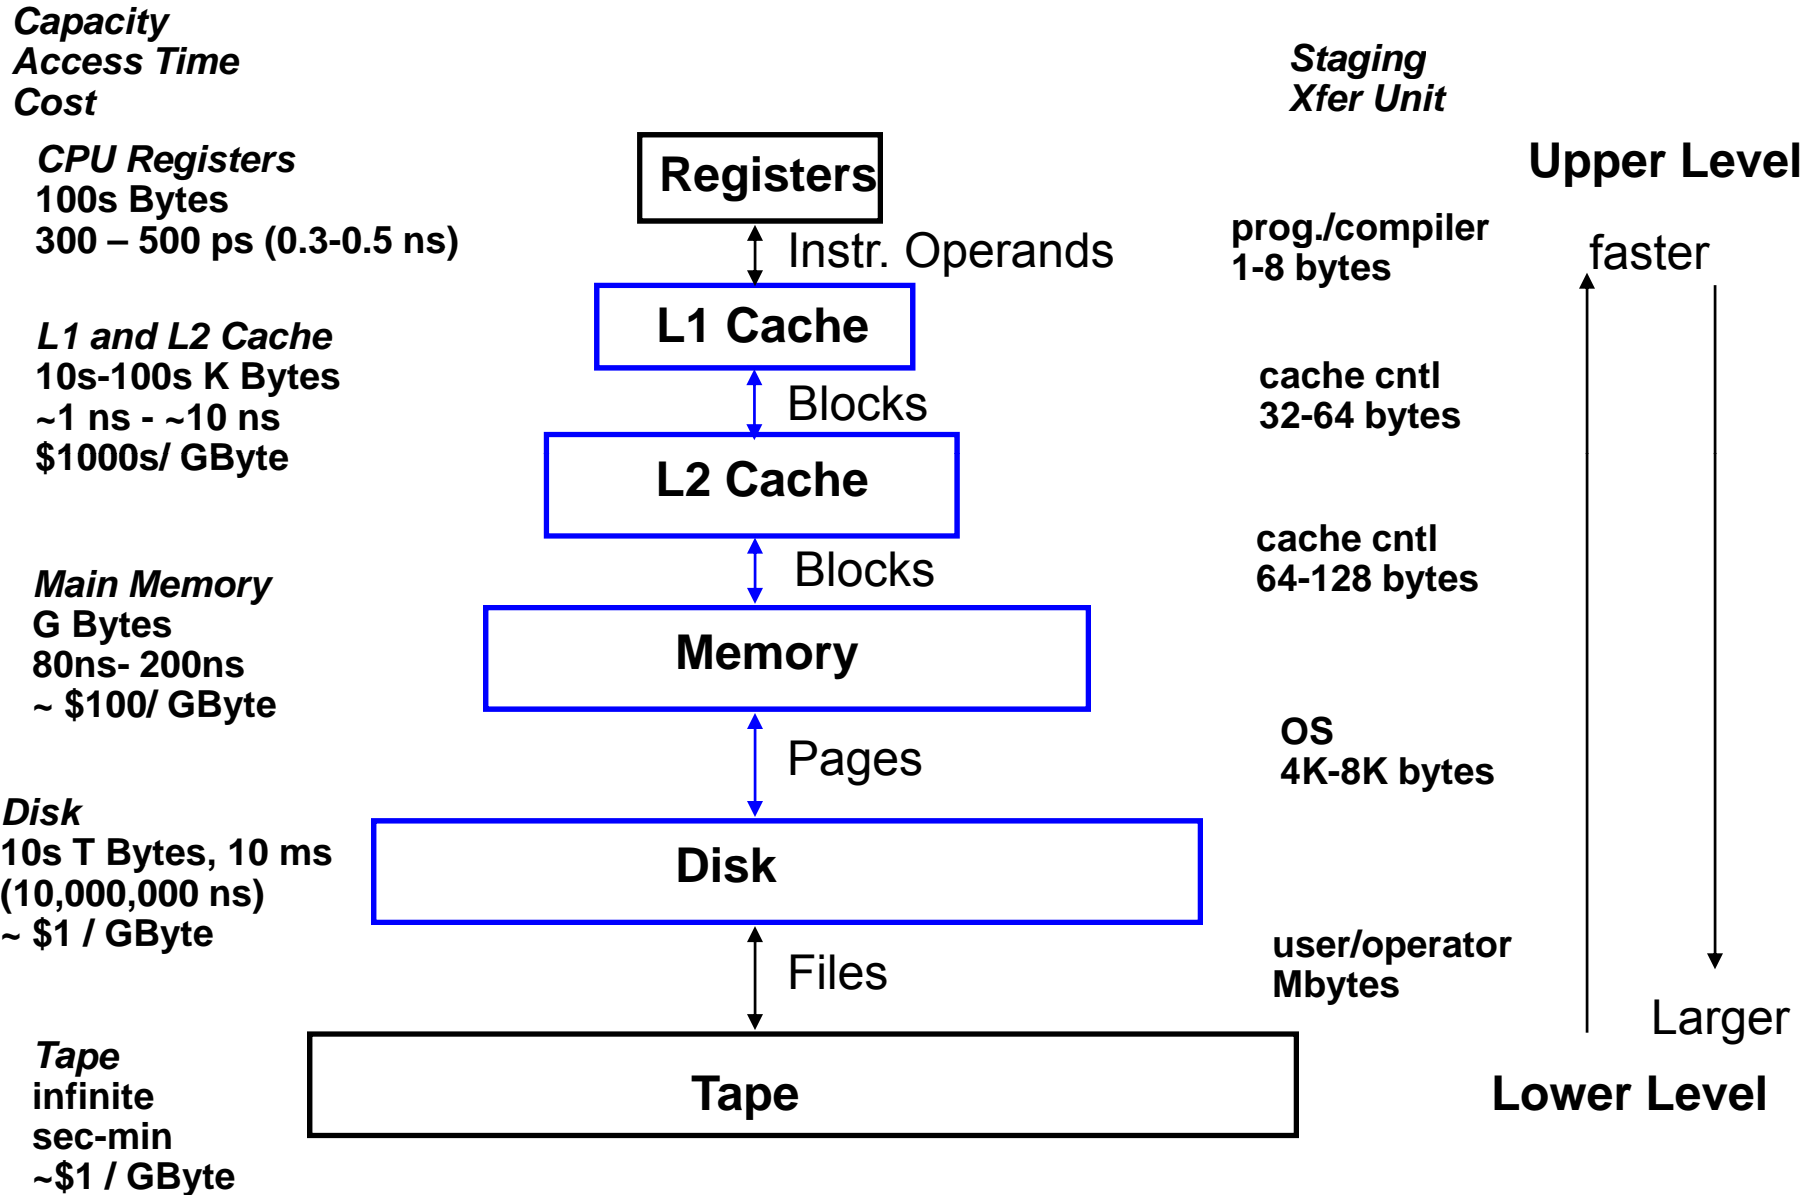 Capacity
Access Time
Cost
Staging
Xfer Unit
CPU Registers
100s Bytes
300 – 500 ps (0.3-0.5 ns)
Registers
Upper Level
Instr. Operands
prog./compiler
1-8 bytes
faster
L1 and L2 Cache
10s-100s K Bytes
~1 ns - ~10 ns
$1000s/ GByte
L1 Cache
Blocks
cache cntl
32-64 bytes
L2 Cache
Blocks
cache cntl
64-128 bytes
Main Memory
G Bytes
80ns- 200ns
~ $100/ GByte
Memory
Pages
OS
4K-8K bytes
Disk
10s T Bytes, 10 ms
(10,000,000 ns)
~ $1 / GByte
Disk
Files
user/operator
Mbytes
Larger
Tape
infinite
sec-min
~$1 / GByte
Tape
Lower Level